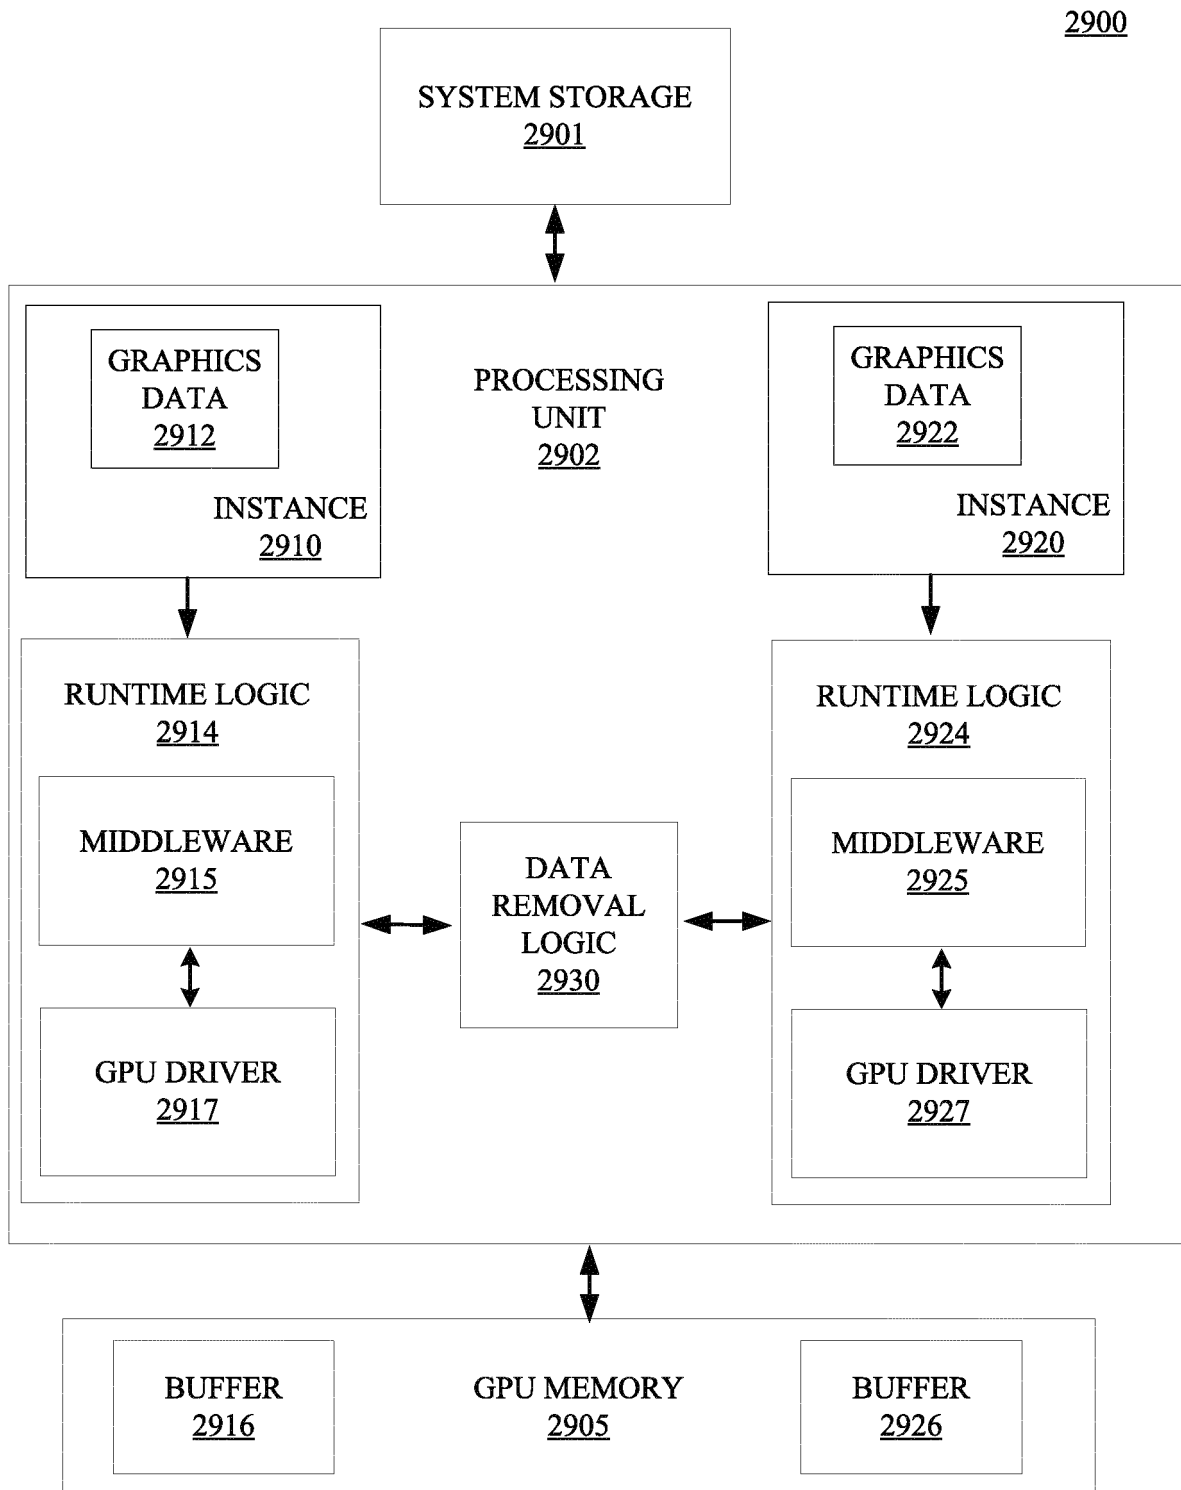 2900
SYSTEM STORAGE
2901
GRAPHICS
DATA
2912
INSTANCE
2910
PROCESSING
UNIT
2902
GRAPHICS
DATA
2922
INSTANCE
2920
RUNTIME LOGIC
2914
MIDDLEWARE
2915
GPU DRIVER
2917
DATA
REMOVAL
LOGIC
2930
RUNTIME LOGIC
2924
MIDDLEWARE
2925
GPU DRIVER
2927
BUFFER
2916
GPU MEMORY
2905
BUFFER
2926